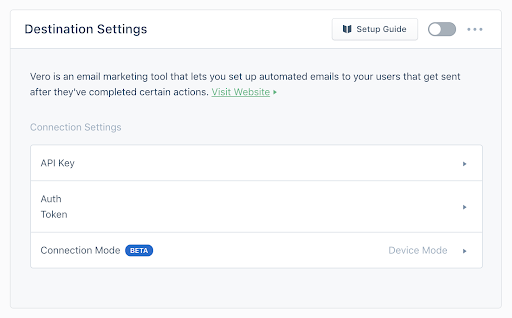 Destination Settings
Setup Guide
Vero is an email marketing tool that lets you set up automated emails to your users that get sent
after they've completed certain actions. Visit Website
Connection Settings
API Key
Auth
Token
Connection Mode BETA Device Mode